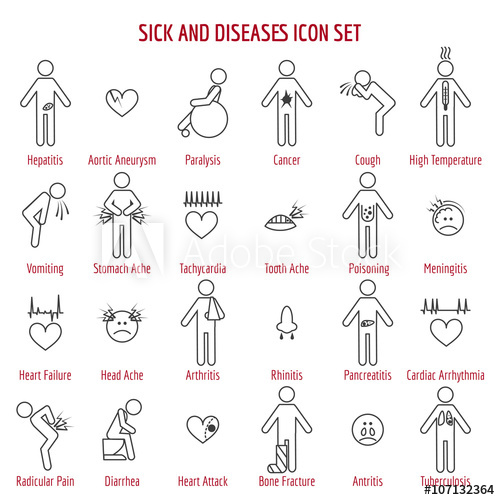 SICK AND DISEASES ICON SET
Hepatitis Aortic Aneurysm Paralysis Cancer Cough High Temperature
Vomiting Stomach Ache Tachycardia Tooth Ache Poisoning Meningitis
Adobe Stock
Heart Failure Head Ache Arthritis Rhinitis Pancreatitis Cardiac Arrhythmia
Radicular Pain Diarrhea Heart Attack Bone Fracture Antritis Tuberculosis
#107132364